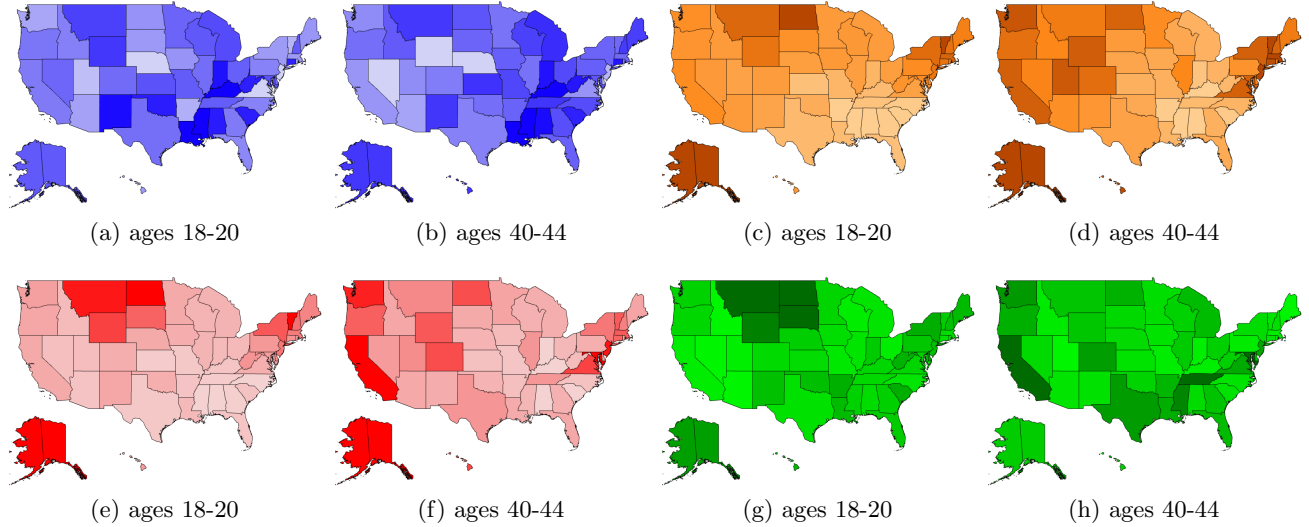 (a) ages 18-20
(b) ages 40-44
(c) ages 18-20
(d) ages 40-44
(e) ages 18-20
(f) ages 40-44
(g) ages 18-20
(h) ages 40-44